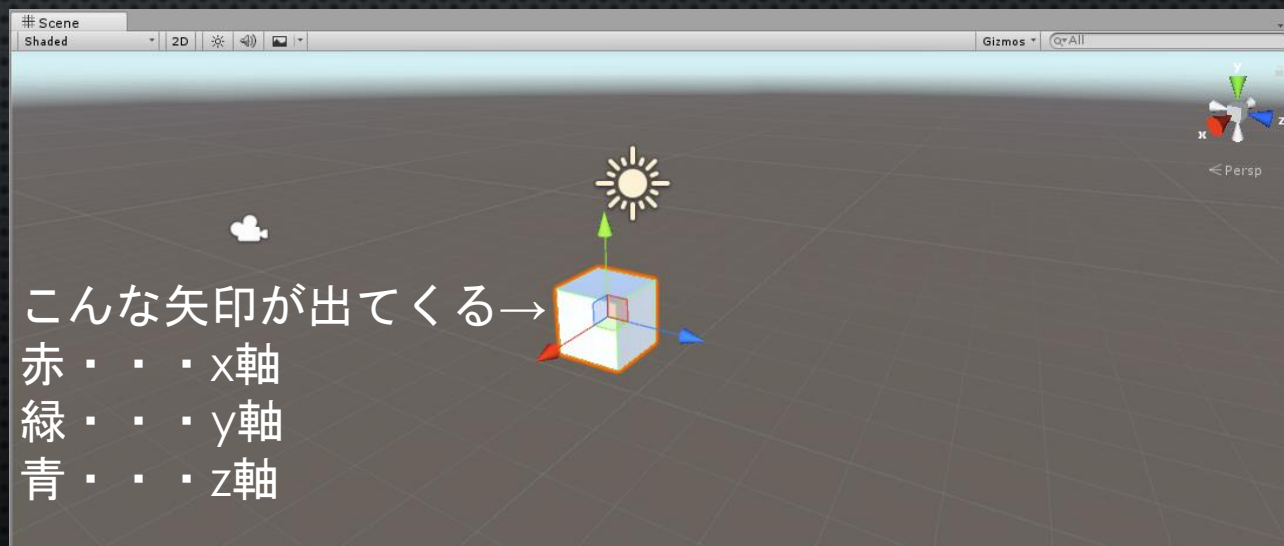 Scene
Shaded 2D Gizmos All
y
x z
Persp
こんな矢印が出てくる→
赤・・・x軸
緑・・・y軸
青・・・z軸